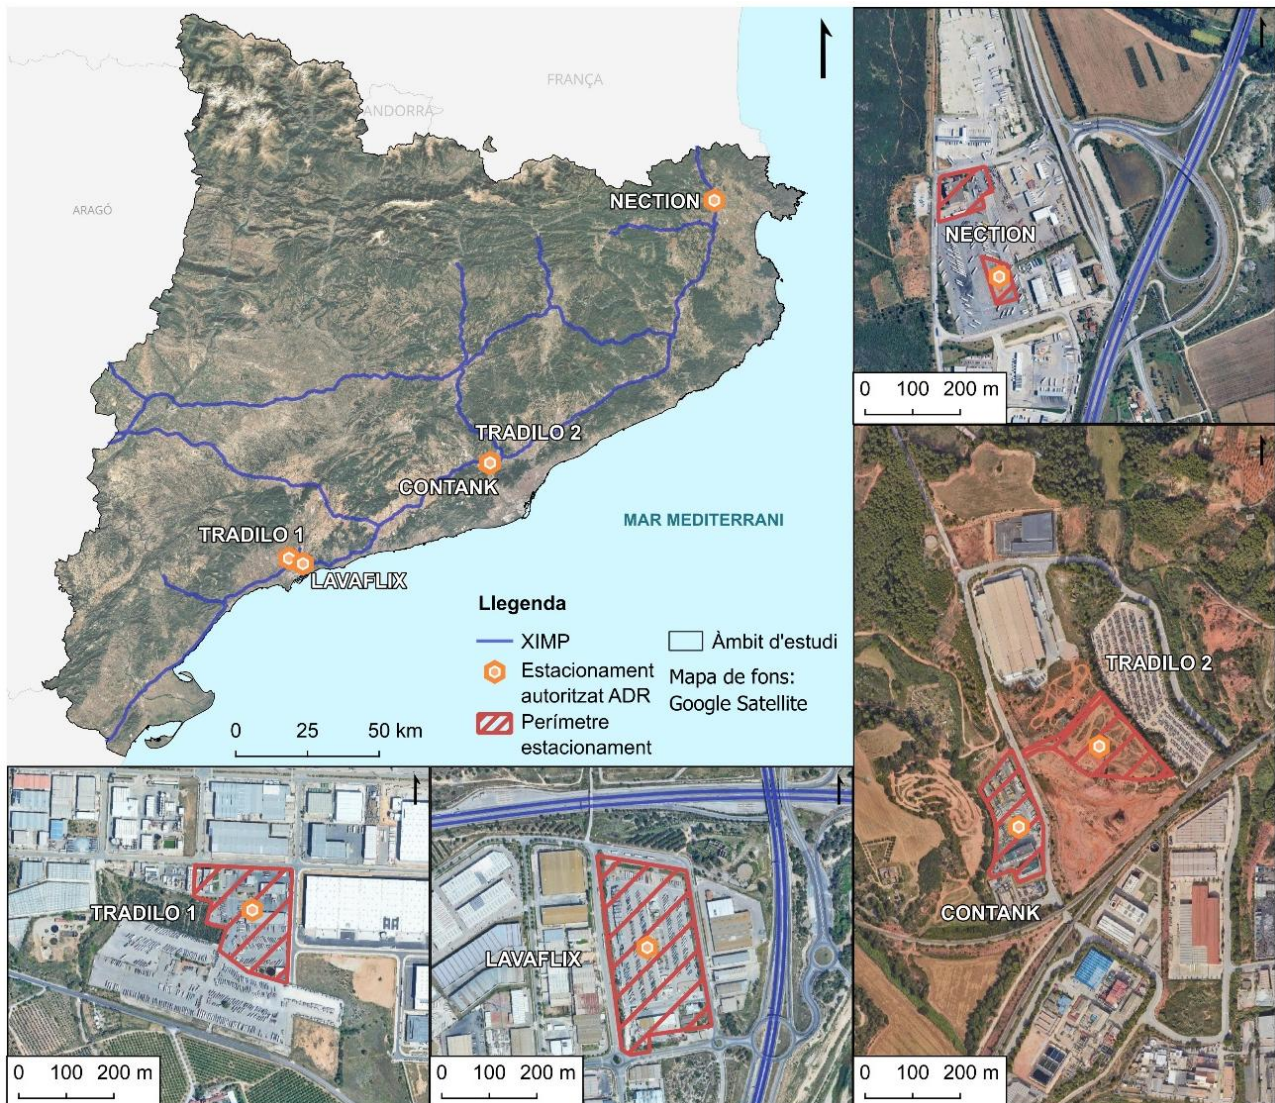 FRANÇA
ANDORRA
ARAGÓ
NECTION
TRADILO 2
CONTANK
MAR MEDITERRANI
TRADILO 1
LAVAFLIX
Llegenda
XIMP
Àmbit d'estudi
Estacionament
autoritzat ADR
Mapa de fons:
Google Satellite
Perímetre
estacionament
0 25 50 km
NECTION
0 100 200 m
TRADILO 2
CONTANK
0 100 200 m
TRADILO 1
0 100 200 m
LAVAFLIX
0 100 200 m